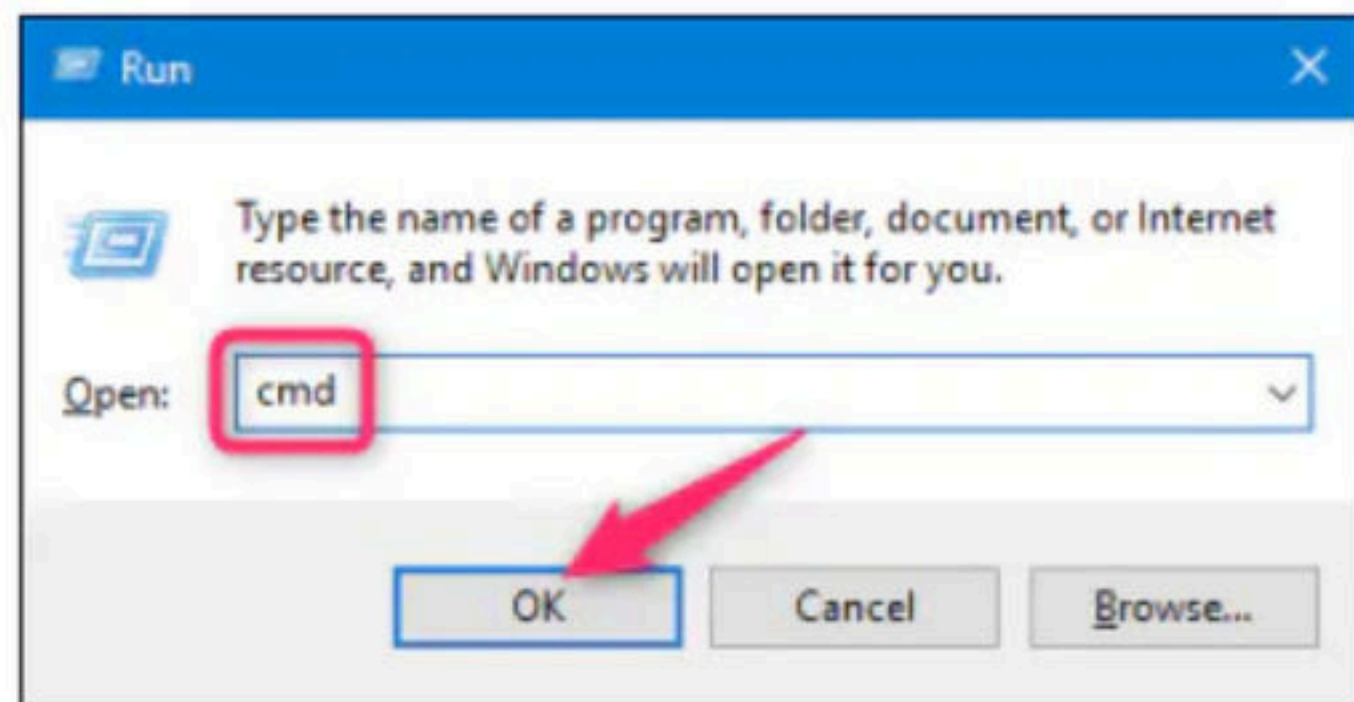 Run
Type the name of a program, folder, document, or Internet
resource, and Windows will open it for you.
Open: cmd
OK Cancel Browse...